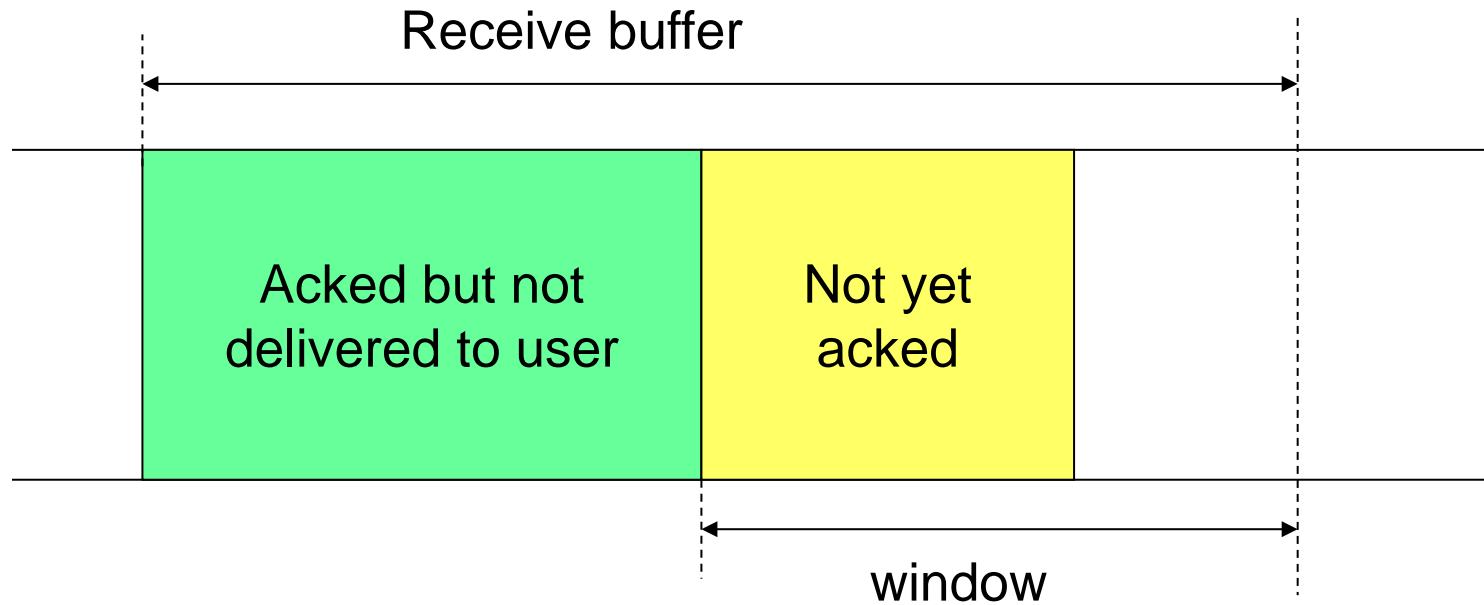 Receive buffer
Acked but not
delivered to user
Not yet
acked
window